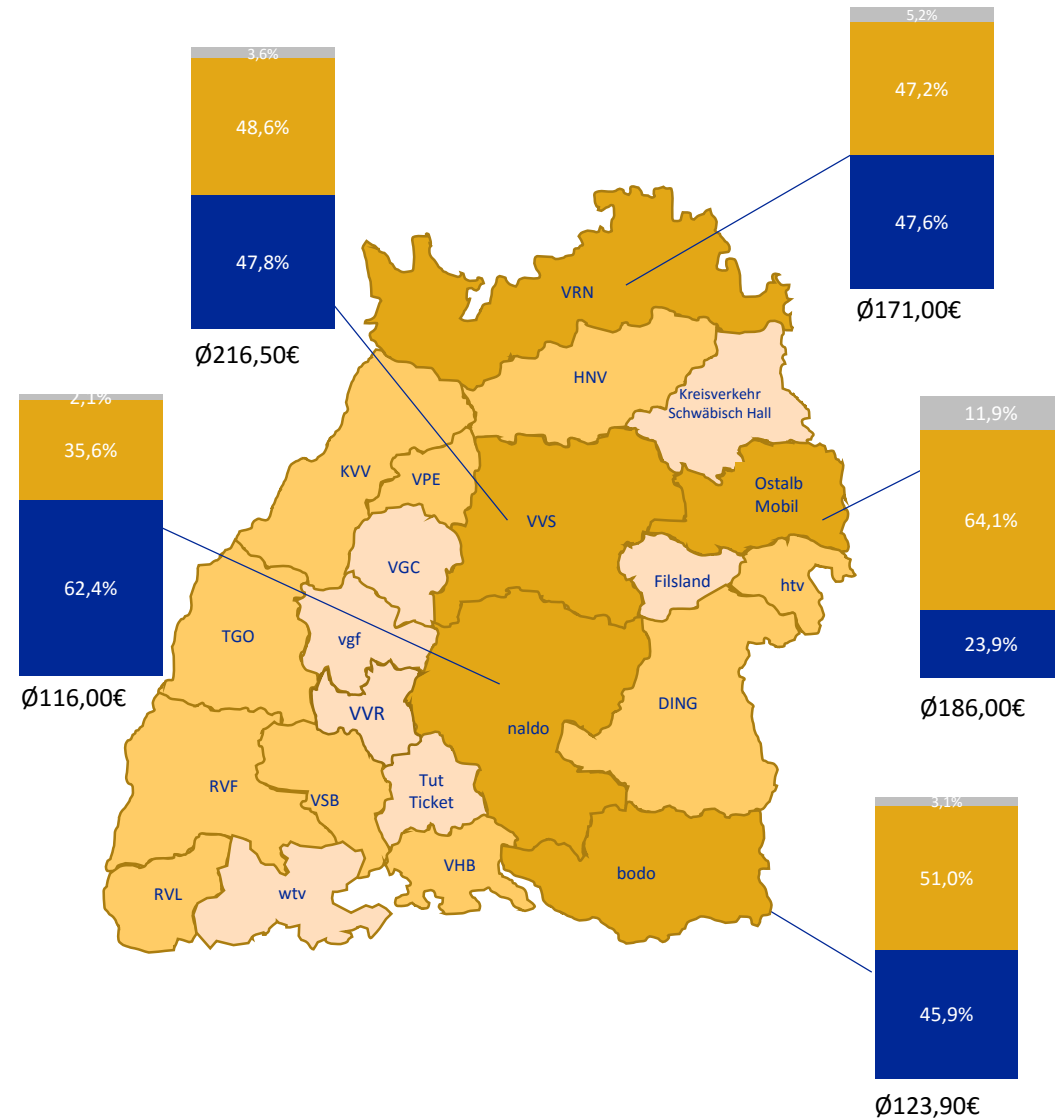 3,6%
48,6%
47,8%
Ø216,50€
5,2%
47,2%
47,6%
Ø171,00€
2,1%
35,6%
62,4%
Ø116,00€
11,9%
64,1%
23,9%
Ø186,00€
3,1%
51,0%
45,9%
Ø123,90€
VRN
HNV
Kreisverkehr
Schwäbisch Hall
KVV
VPE
VVS
Ostalb
Mobil
VGC
Filsland
htv
TGO
vgf
VVR
naldo
DING
RVF
VSB
Tut
Ticket
RVL
wtv
VHB
bodo